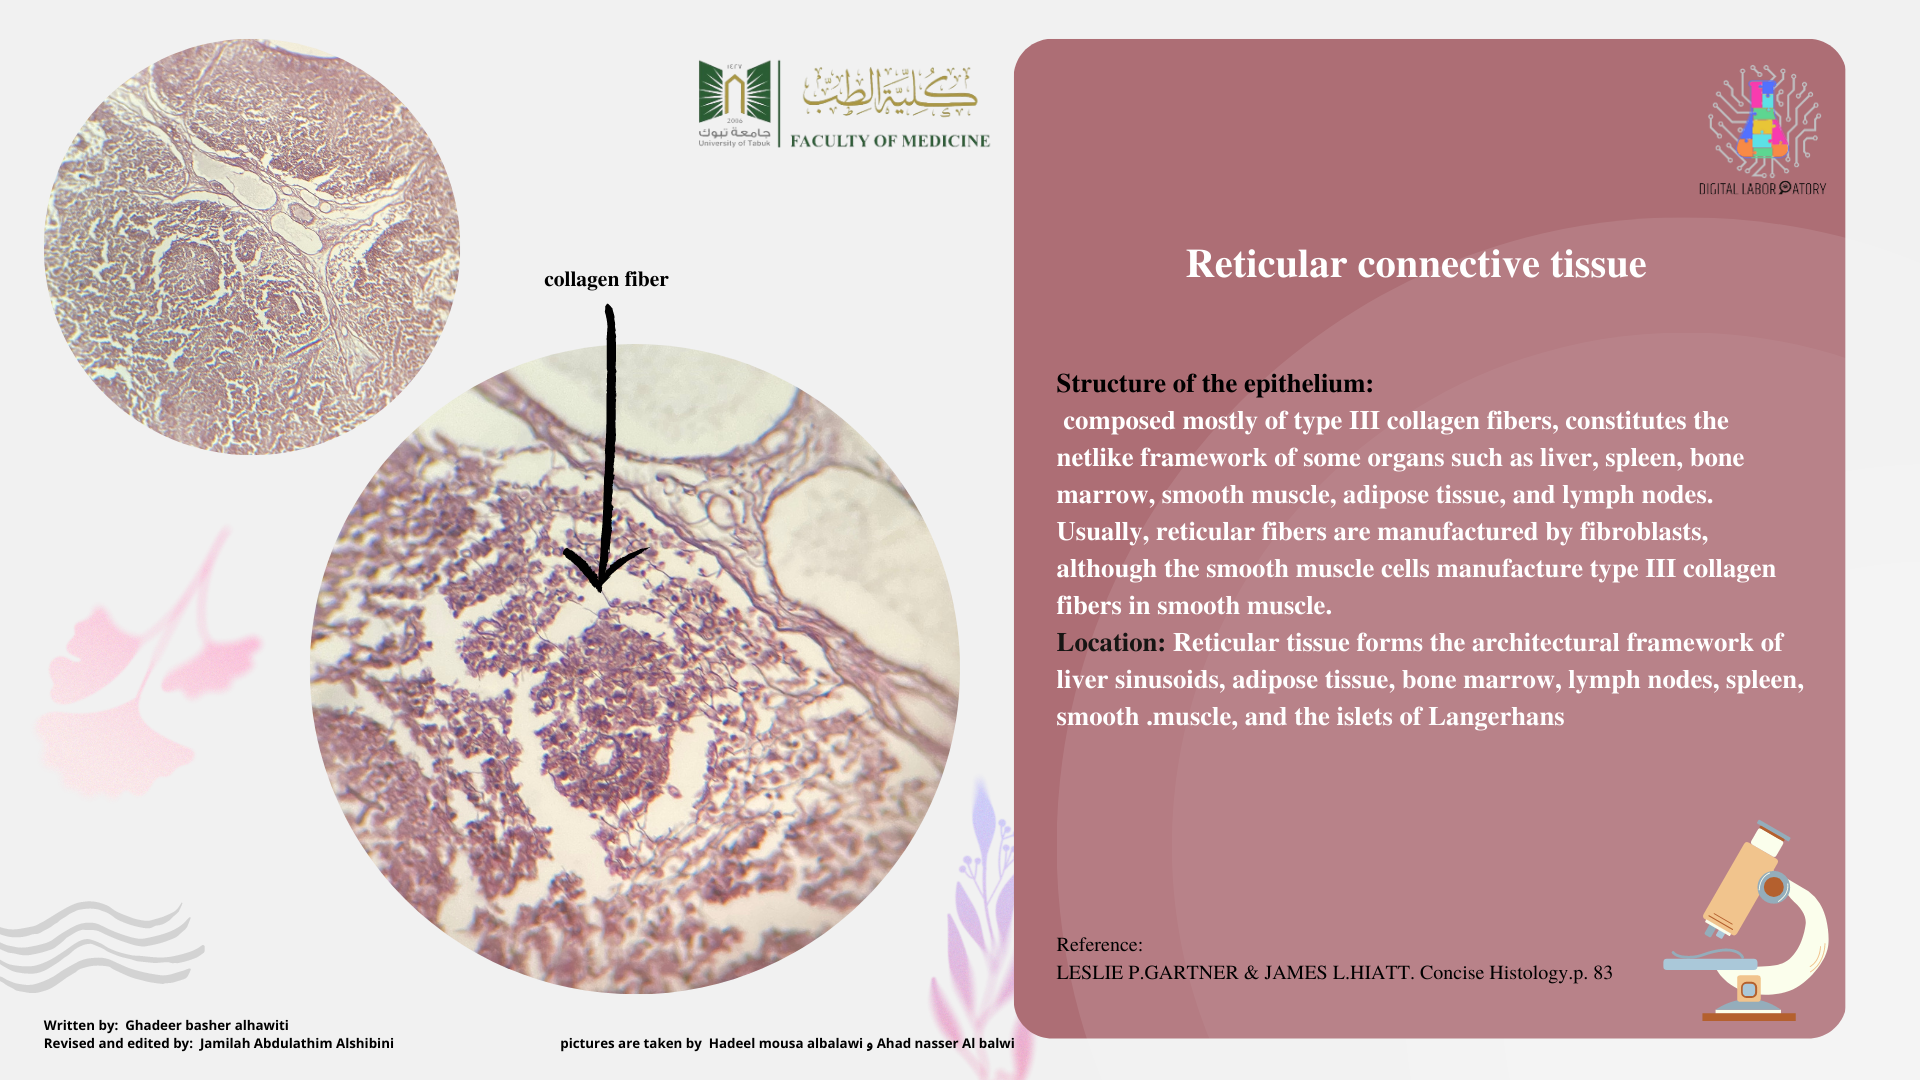 ١٤٢٧
2006
جامعة تبوك
University of Tabuk
كلية الطب
FACULTY OF MEDICINE
DIGITAL LABORATORY
collagen fiber
Reticular connective tissue
Structure of the epithelium:
composed mostly of type III collagen fibers, constitutes the
netlike framework of some organs such as liver, spleen, bone
marrow, smooth muscle, adipose tissue, and lymph nodes.
Usually, reticular fibers are manufactured by fibroblasts,
although the smooth muscle cells manufacture type III collagen
fibers in smooth muscle.
Location: Reticular tissue forms the architectural framework of
liver sinusoids, adipose tissue, bone marrow, lymph nodes, spleen,
smooth .muscle, and the islets of Langerhans
Reference:
LESLIE P.GARTNER & JAMES L.HIATT. Concise Histology.p. 83
Written by: Ghadeer basher alhawiti
Revised and edited by: Jamilah Abdulathim Alshibini
pictures are taken by Hadeel mousa albalawi و Ahad nasser Al balwi